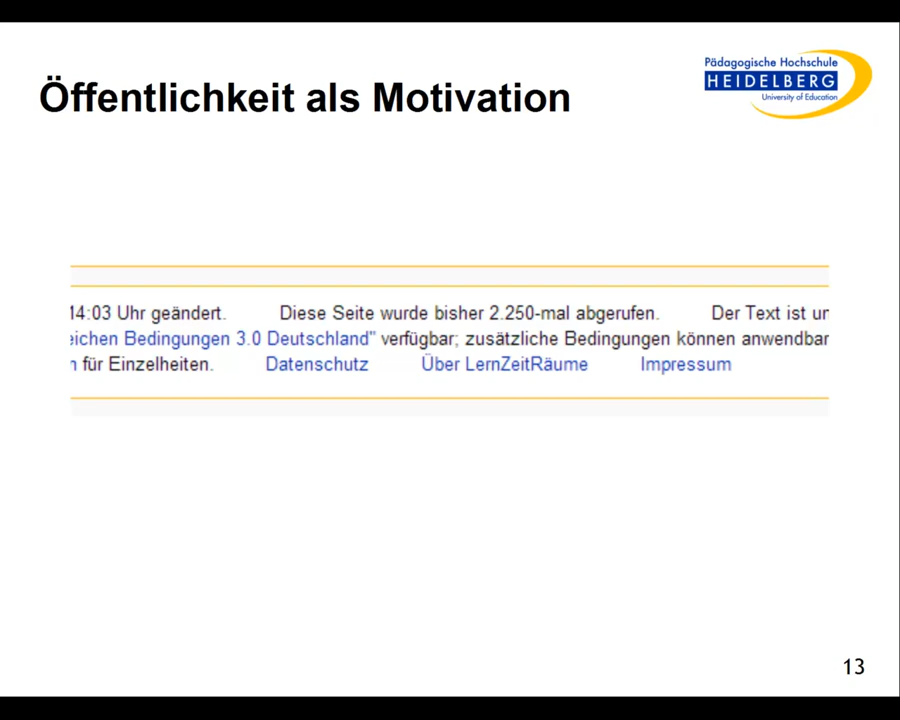 Öffentlichkeit als Motivation
Pädagogische Hochschule
HEIDELBERG
University of Education
14:03 Uhr geändert. Diese Seite wurde bisher 2.250-mal abgerufen. Der Text ist
eichen Bedingungen 3.0 Deutschland" verfügbar; zusätzliche Bedingungen können anwendbar
für Einzelheiten. Datenschutz Über LernZeitRäume Impressum
13